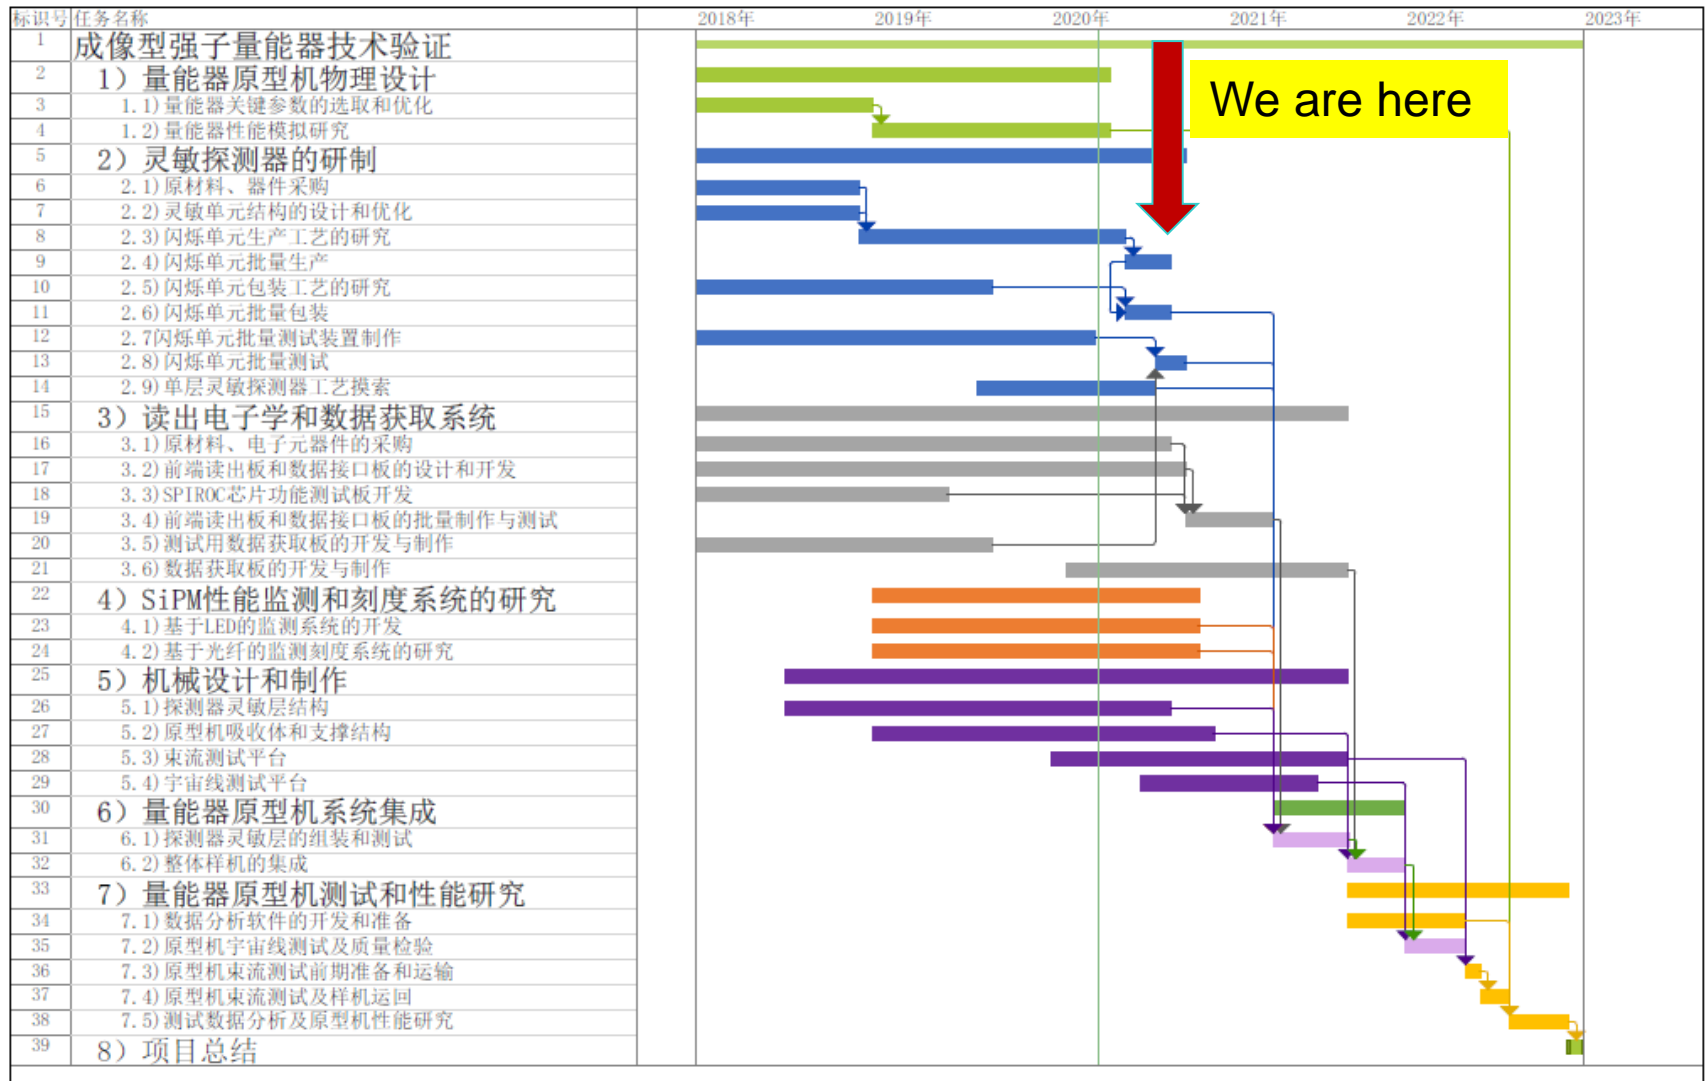 标识号 任务名称 2018年 2019年 2020年 2021年 2022年 2023年
1 成像型强子量能器技术验证
2 1）量能器原型机物理设计
We are here
3 1.1)量能器关键参数的选取和优化
4 1.2)量能器性能模拟研究
5 2）灵敏探测器的研制
6 2.1)原材料、器件采购
7 2.2)灵敏单元结构的设计和优化
8 2.3)闪烁单元生产工艺的研究
9 2.4)闪烁单元批量生产
10 2.5)闪烁单元包装工艺的研究
11 2.6)闪烁单元批量包装
12 2.7闪烁单元批量测试装置制作
13 2.8)闪烁单元批量测试
14 2.9)单层灵敏探测器工艺摸索
15 3）读出电子学和数据获取系统
16 3.1)原材料、电子元器件的采购
17 3.2)前端读出板和数据接口板的设计和开发
18 3.3)SPIROC芯片功能测试板开发
19 3.4)前端读出板和数据接口板的批量制作与测试
20 3.5)测试用数据获取板的开发与制作
21 3.6)数据获取板的开发与制作
22 4）SiPM性能监测和刻度系统的研究
23 4.1)基于LED的监测系统的开发
24 4.2)基于光纤的监测刻度系统的研究
25 5）机械设计和制作
26 5.1)探测器灵敏层结构
27 5.2)原型机吸收体和支撑结构
28 5.3)束流测试平台
29 5.4)宇宙线测试平台
30 6）量能器原型机系统集成
31 6.1)探测器灵敏层的组装和测试
32 6.2)整体样机的集成
33 7）量能器原型机测试和性能研究
34 7.1)数据分析软件的开发和准备
35 7.2)原型机宇宙线测试及质量检验
36 7.3)原型机束流测试前期准备和运输
37 7.4)原型机束流测试及样机运回
38 7.5)测试数据分析及原型机性能研究
39 8）项目总结